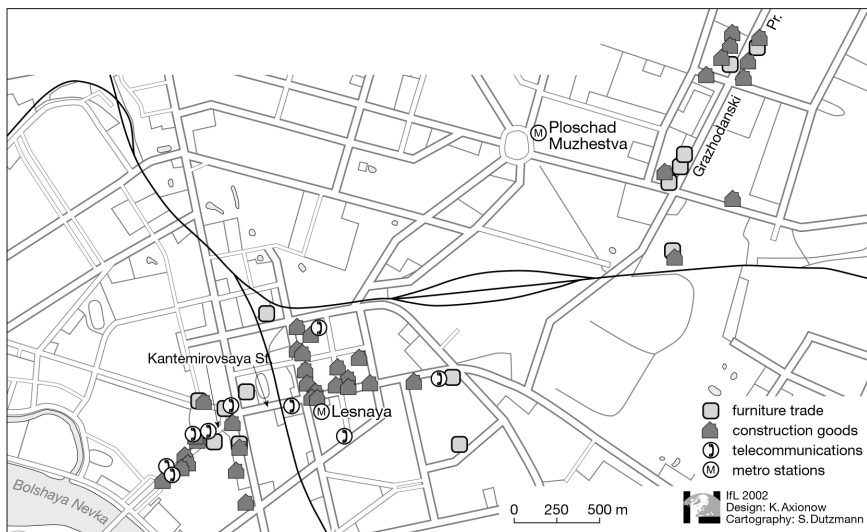 Pr.
Grazhodanski
M
Ploschad
Muzhestva
Kantemirovsaya St.
M
Lesnaya
Bolshaya Nevka
furniture trade
construction goods
telecommunications
M
metro stations
0 250 500 m
IfL 2002
Design: K.Axionow
Cartography: S.Dutzmann